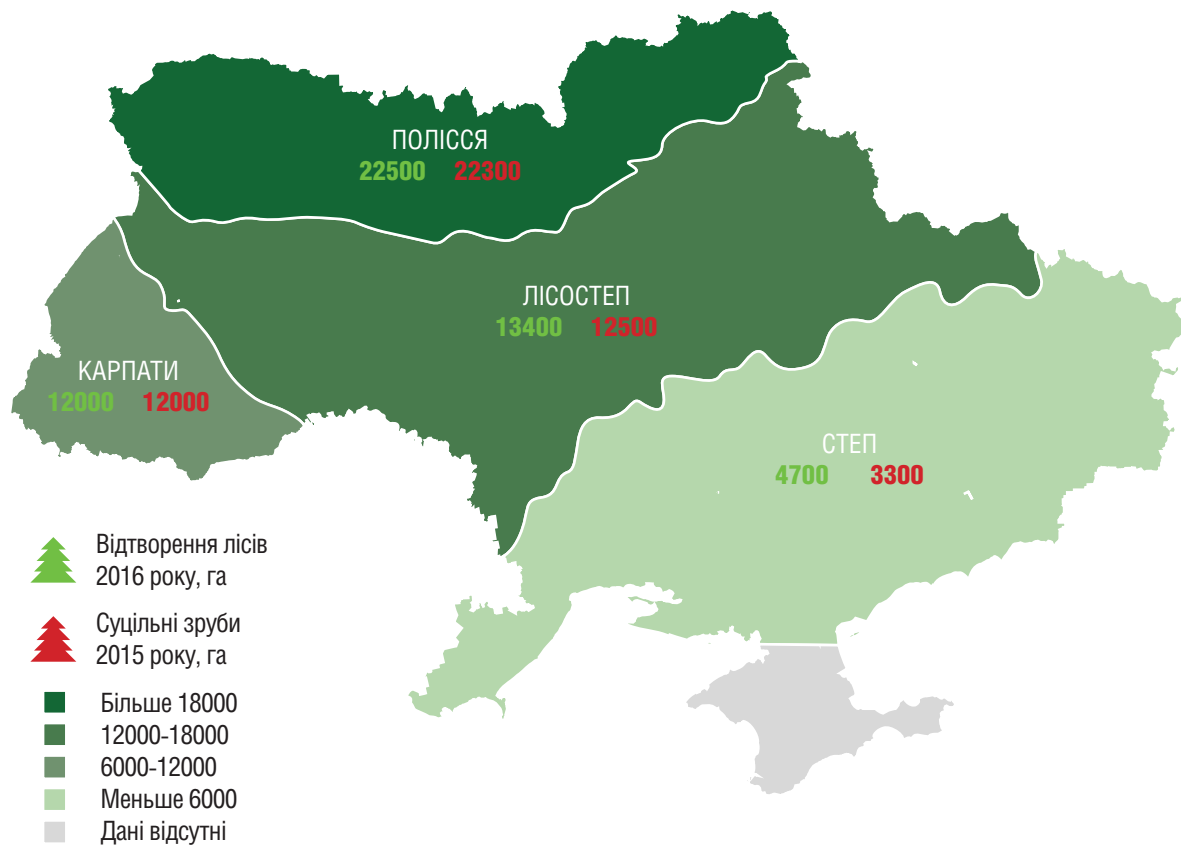 ПОЛІССЯ
22500 22300
ЛІСОСТЕП
13400 12500
КАРПАТИ
12000 12000
СТЕП
4700 3300
Відтворення лісів
2016 року, га
Суцільні зруби
2015 року, га
Більше 18000
12000-18000
6000-12000
Меньше 6000
Дані відсутні